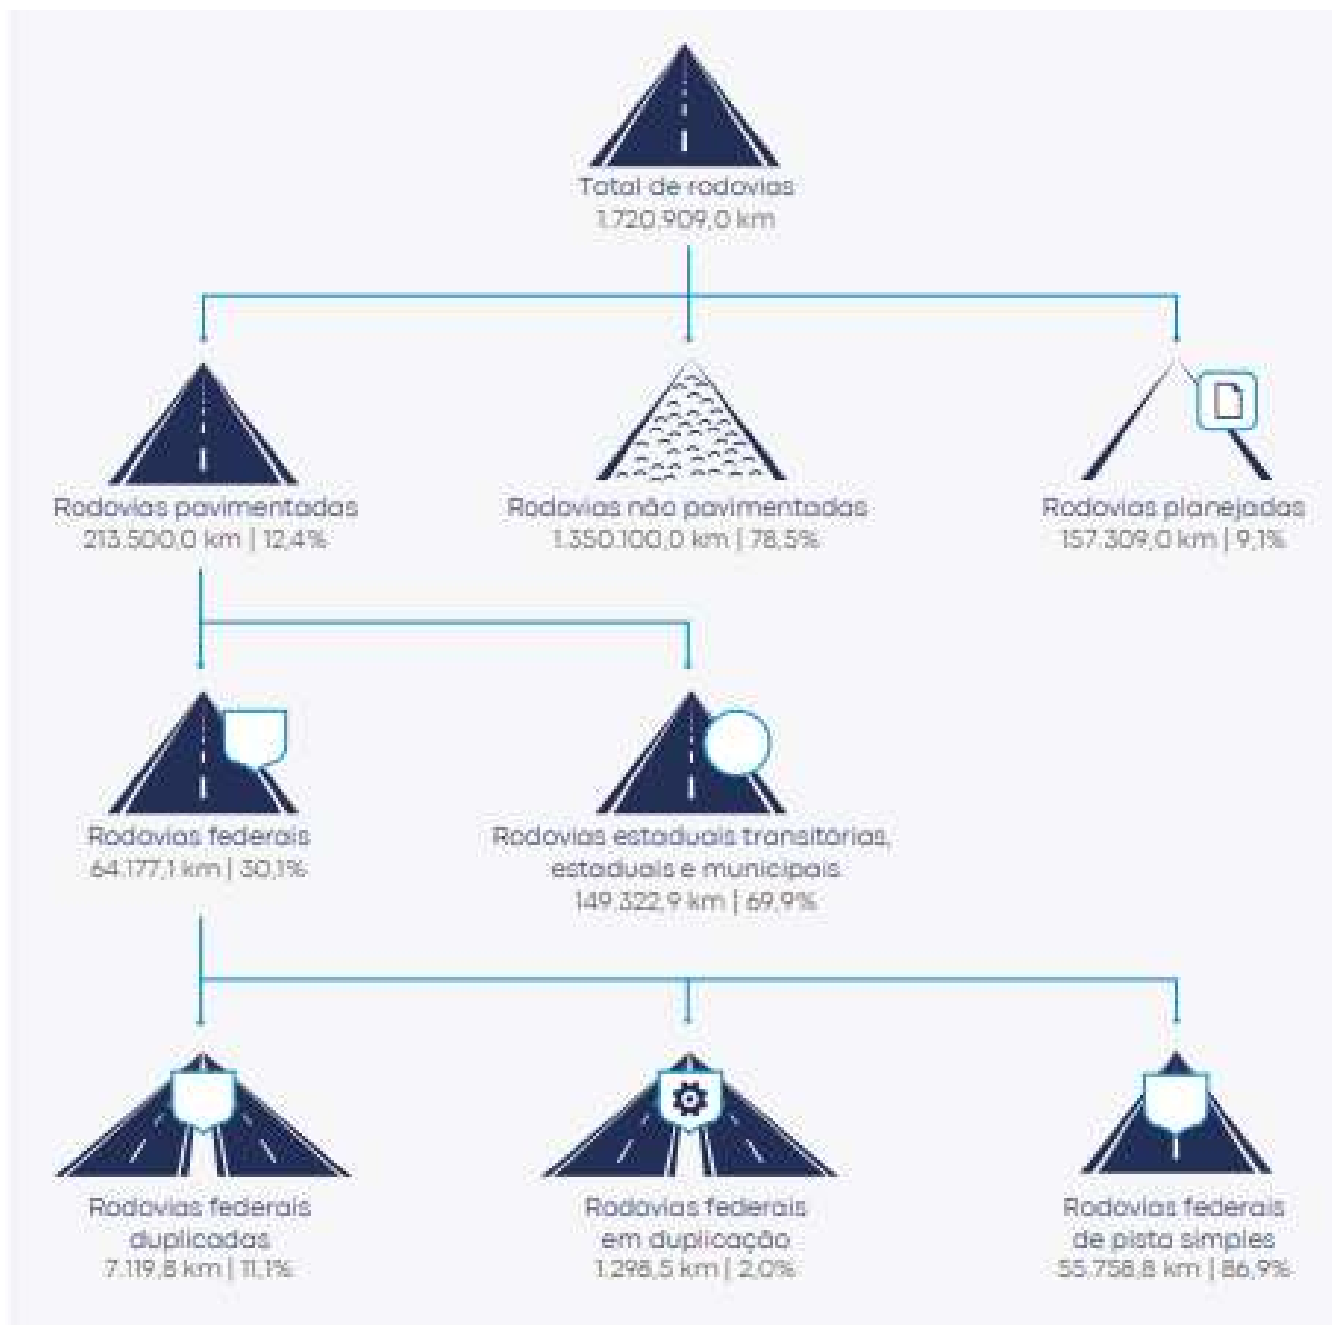 Total de rodovias
1.720.909,0 km
Rodovias pavimentadas
213.500,0 km | 12,4%
Rodovias não pavimentadas
1.350.100,0 km | 78,5%
Rodovias planejadas
157.309,0 km | 9,1%
Rodovias federais
64.177,1 km | 30,1%
Rodovias estaduais transitórias,
estaduais e municipais
149.322,9 km | 69,9%
Rodovias federais
duplicadas
7.119,8 km | 11,1%
Rodovias federais
em duplicação
1.298,5 km | 2,0%
Rodovias federais
de pista simples
55.758,8 km | 86,9%